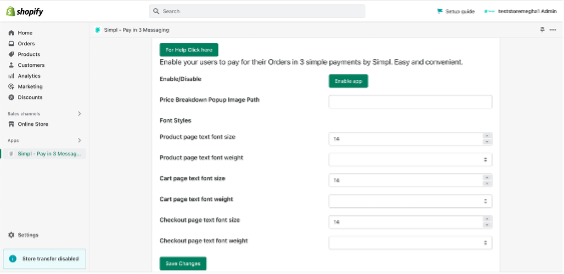 shopify
Search
Setup guide
teststoremeghal1 Admin
Home
Orders
Products
Customers
Analytics
Marketing
Discounts
Sales channels
Online Store
Apps
Simpl - Pay in 3 Messag...
Settings
Store transfer disabled
Simpl - Pay in 3 Messaging
For Help Click here
Enable your users to pay for their Orders in 3 simple payments by Simpl. Easy and convenient.
Enable/Disable
Enable app
Price Breakdown Popup Image Path
Font Styles
Product page text font size
14
Product page text font weight
Cart page text font size
14
Cart page text font weight
Checkout page text font size
14
Checkout page text font weight
Save Changes